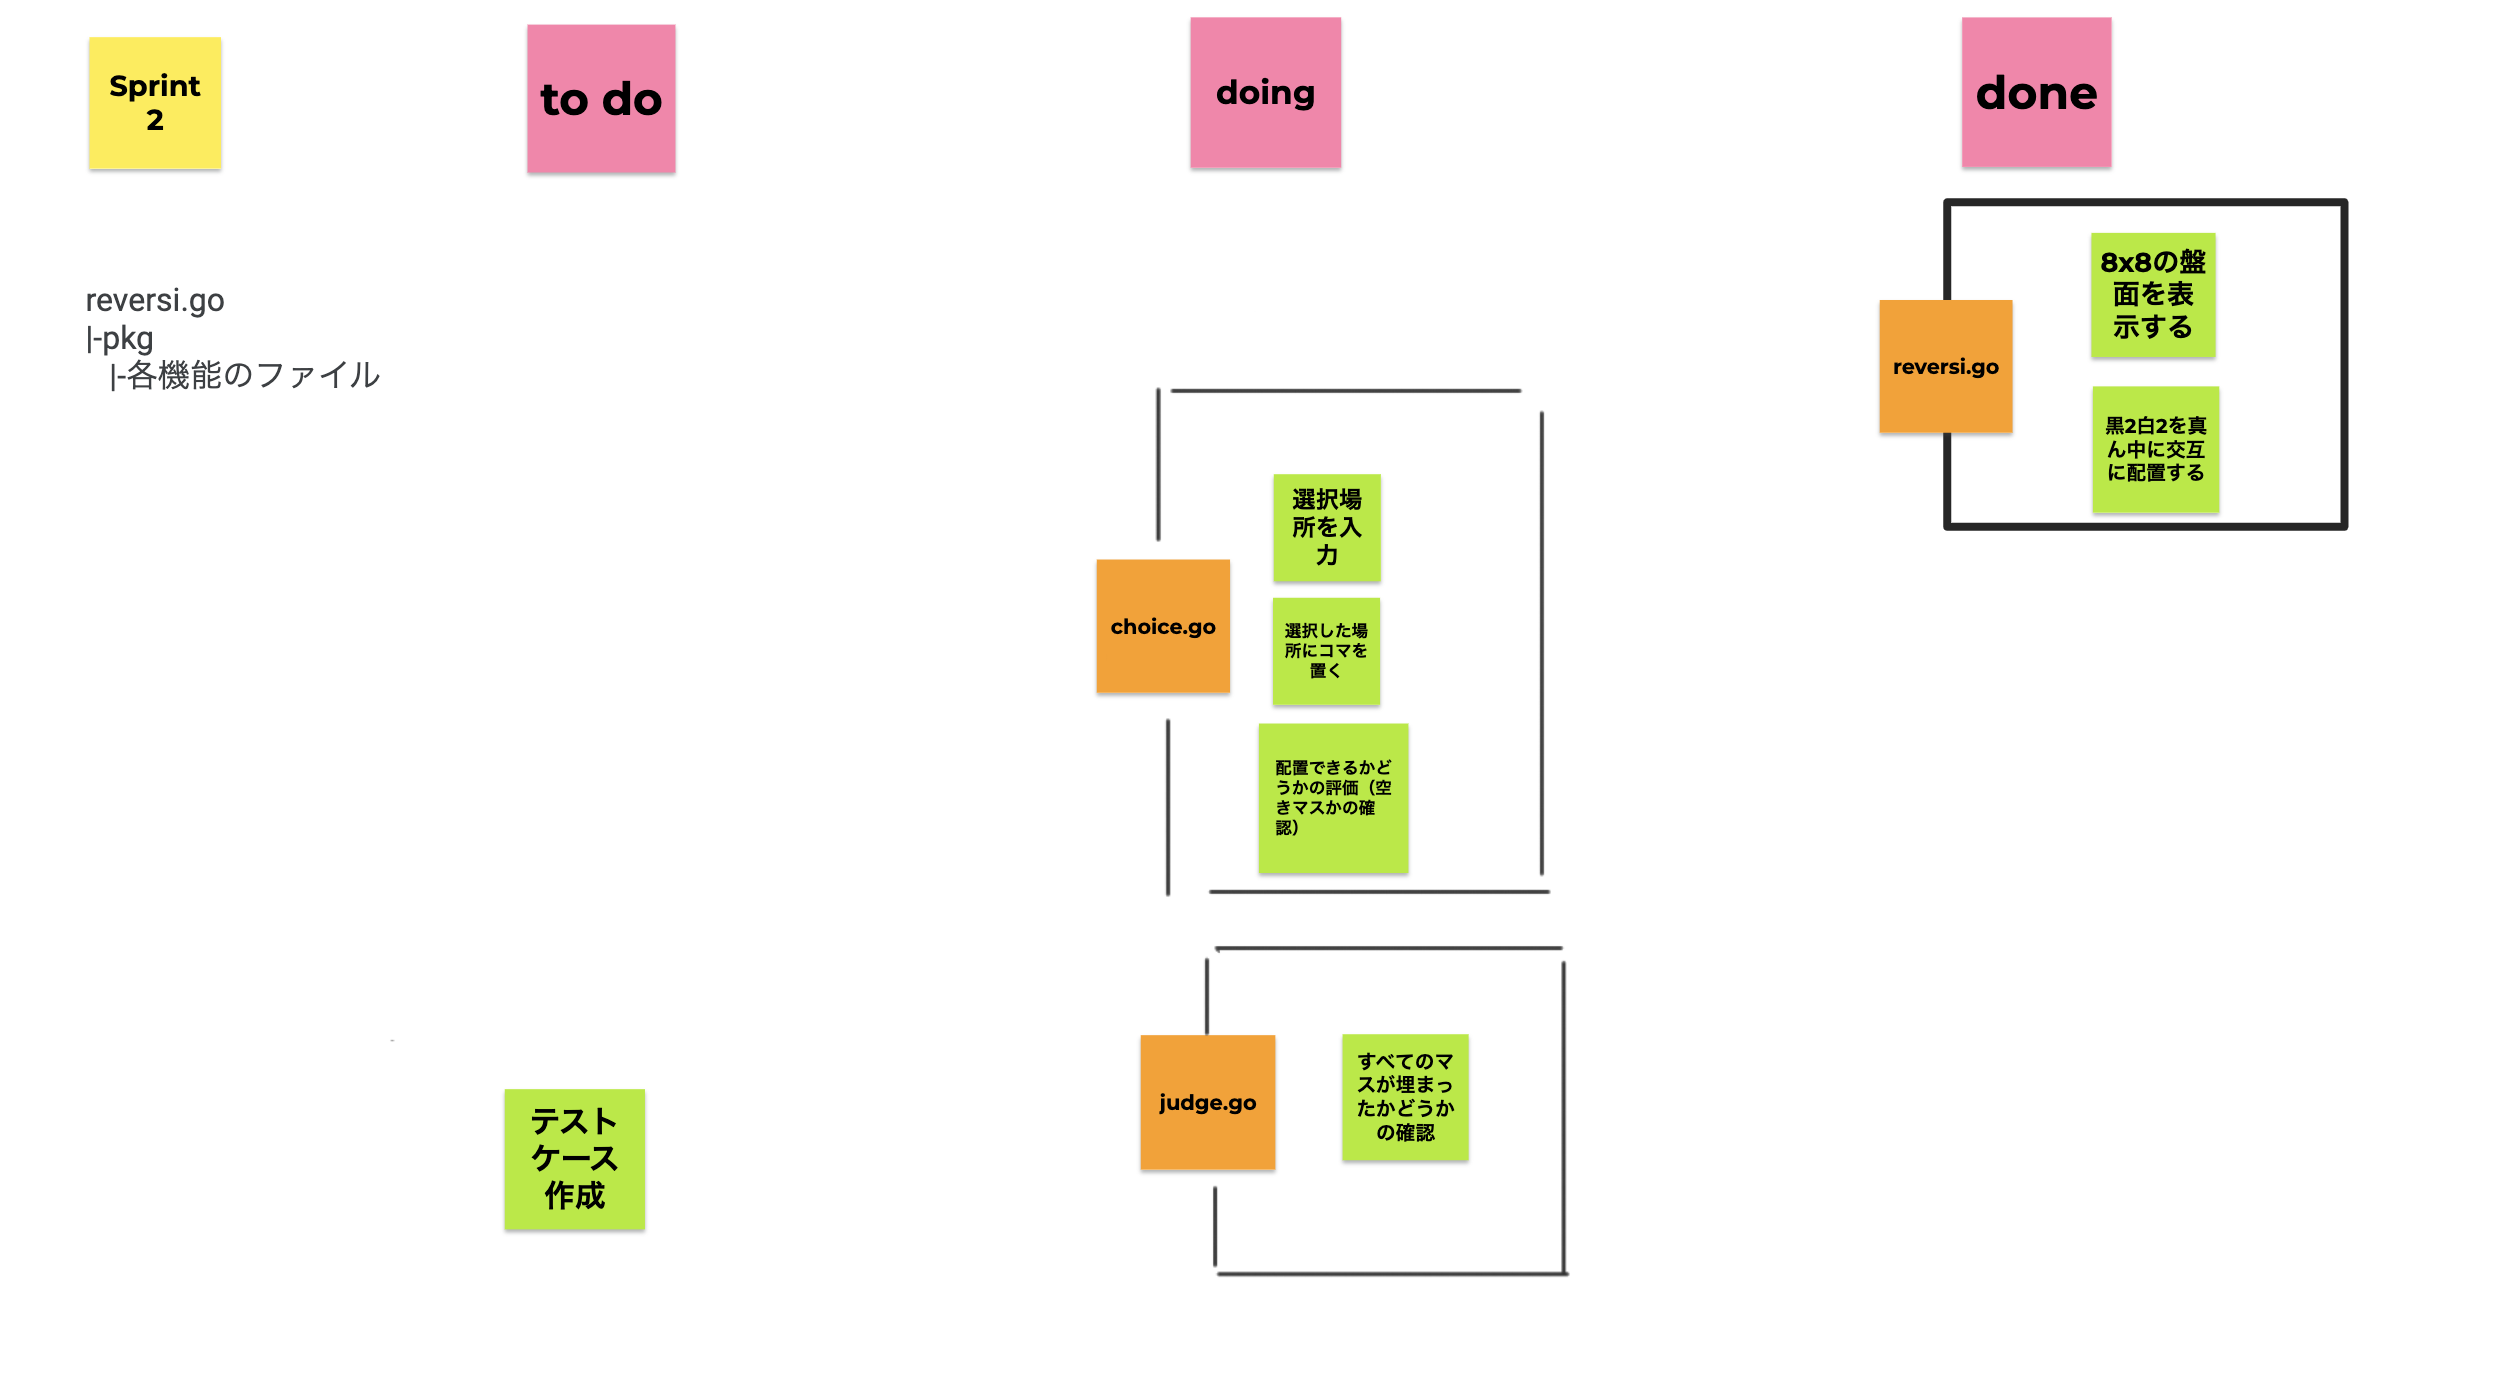 Sprint
2
to do
doing
done
reversi.go
|-pkg
|-各機能のファイル
テスト
ケース
作成
choice.go
選択場
所を入
力
選択した場
所にコマを
置く
配置できるかど
うかの評価（空
きマスかの確
認）
judge.go
すべてのマ
スが埋まっ
たかどうか
の確認
reversi.go
8x8の盤
面を表
示する
黒2白2を真
ん中に交互
に配置する